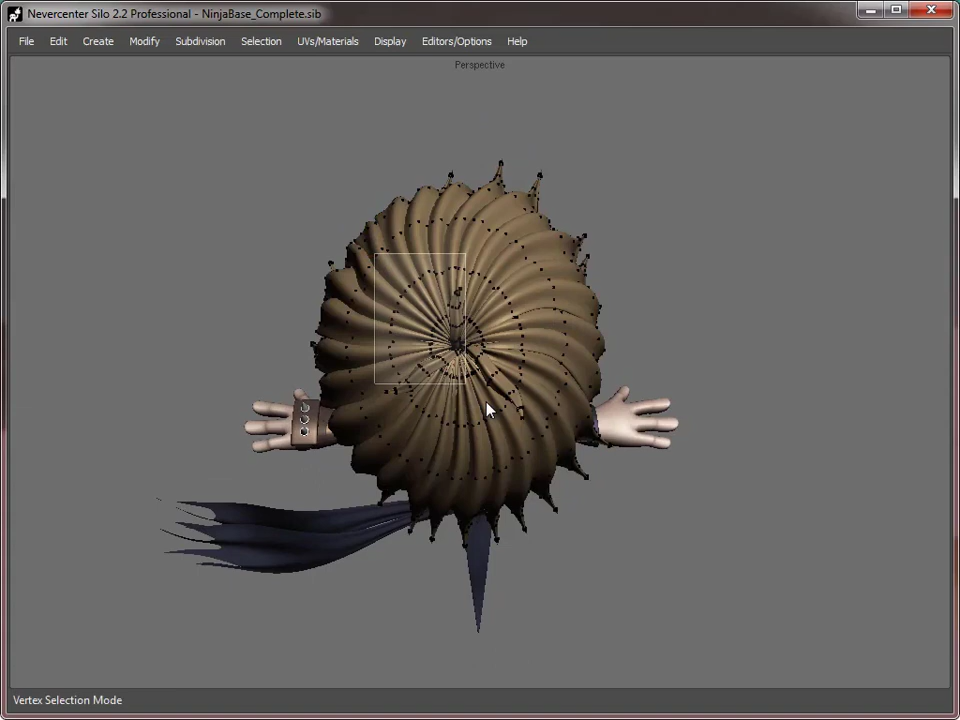 Nevercenter Silo 2.2 Professional - NinjaBase_Complete.sib
File Edit Create Modify Subdivision Selection UVs/Materials Display Editors/Options Help
Perspective
Vertex Selection Mode